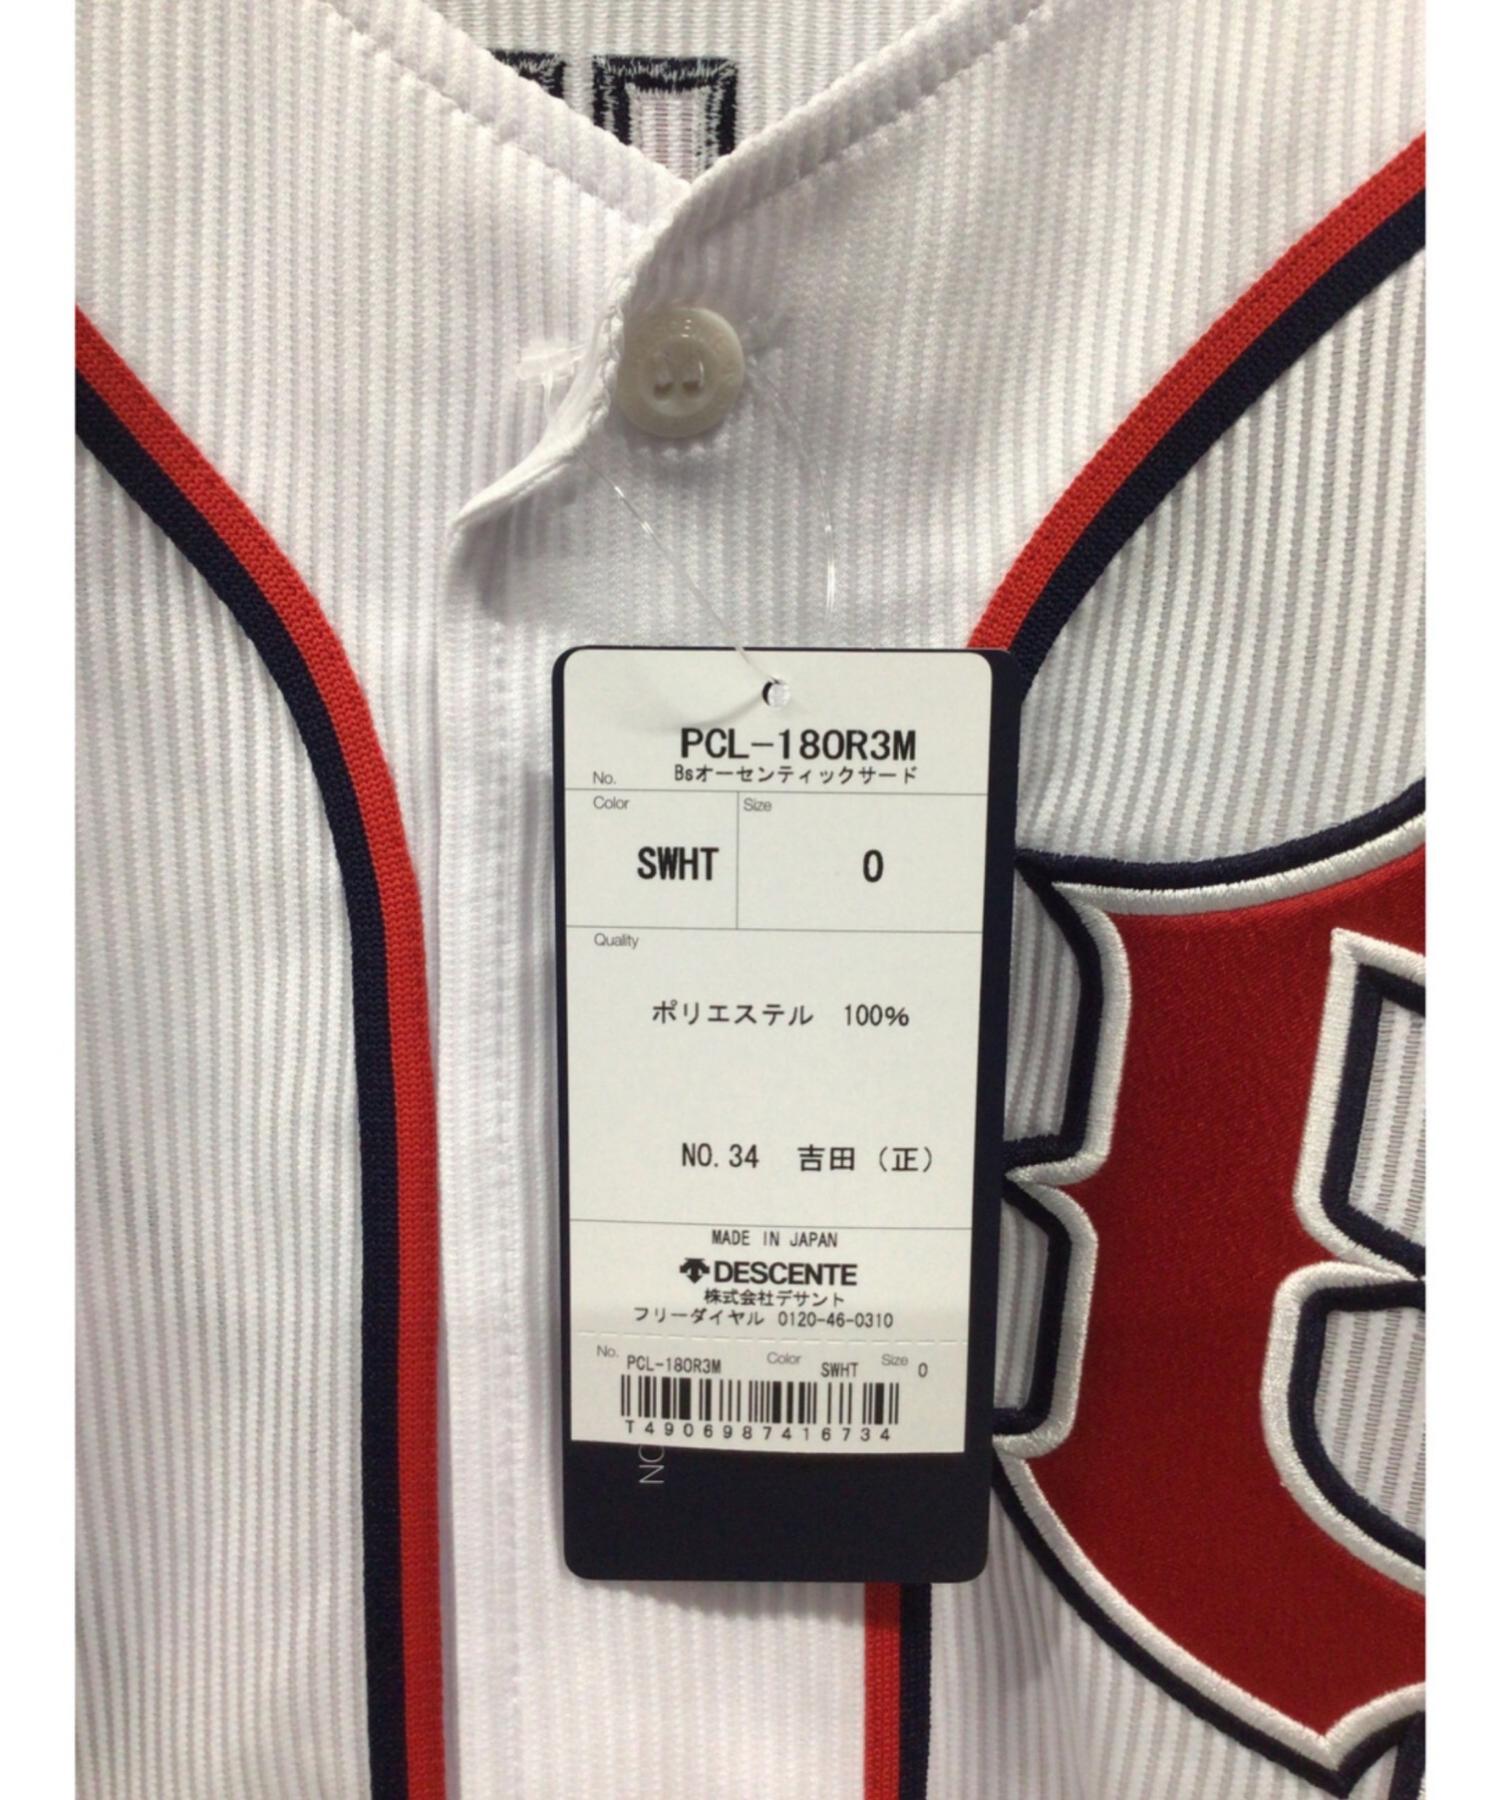 PCL-180R3M
No. Bsオーセンティックサード
Color Size
SWHT 0
Quality
ポリエステル 100%
NO.34 吉田（正）
MADE IN JAPAN
DESCENTE
株式会社デサント
フリーダイヤル 0120-46-0310
No. PCL-180R3M Color SWHT Size 0
T4906987416734